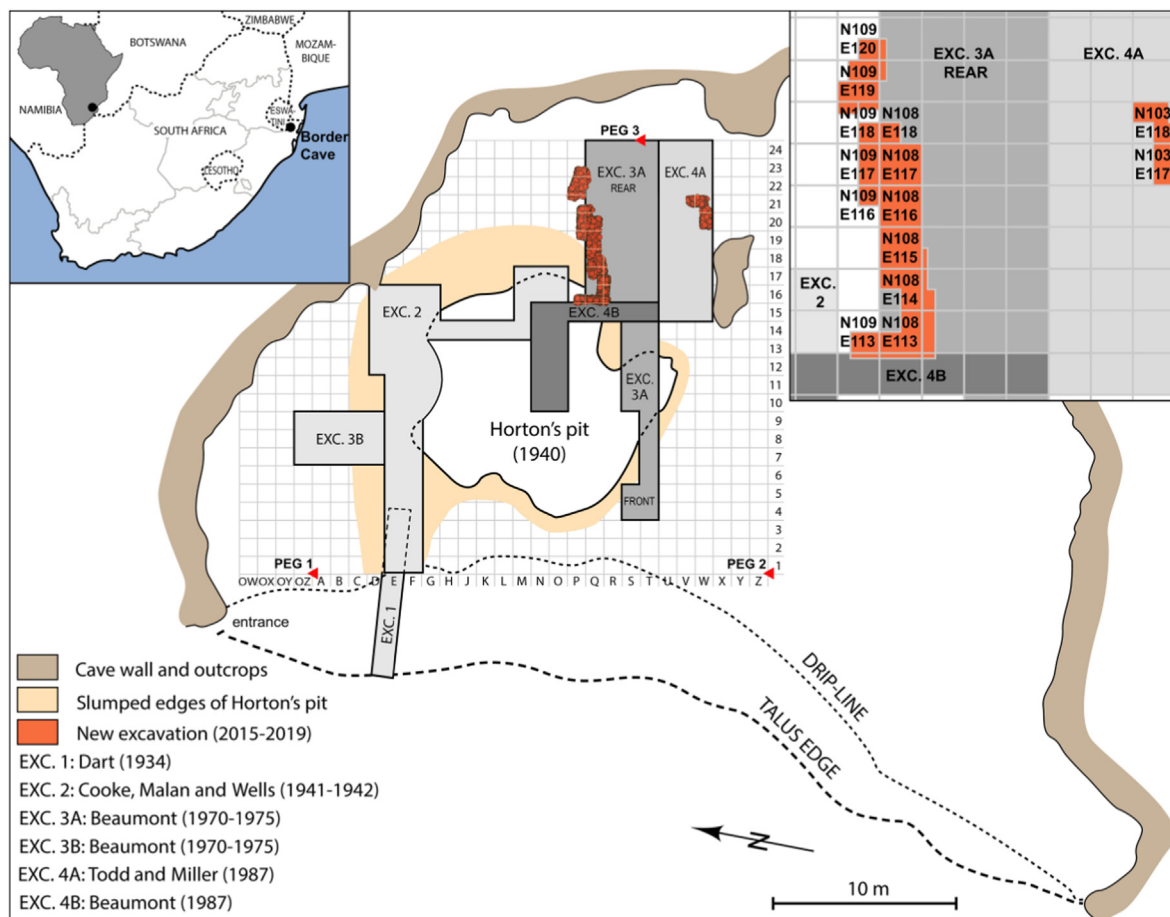 ZIMBABWE
BOTSWANA
MOZAM-
BIQUE
NAMIBIA
ESWA-
TINI
SOUTH AFRICA
Border
Cave
LESOTHO
N109
E120
N109
E119
N109 N108
E118 E118
N109 N108
E117 E117
N109 N108
E116 E116
N108
E115
N108
E114
N109 N108
E113 E113
EXC. 3A
REAR
EXC. 4A
N103
E118
N103
E117
EXC.
2
EXC. 4B
PEG 3
EXC. 3A
REAR
EXC. 4A
EXC. 2
EXC. 4B
EXC.
3A
EXC. 3B
Horton's pit
(1940)
FRONT
24
23
22
21
20
19
18
17
16
15
14
13
12
11
10
9
8
7
6
5
4
3
2
1
PEG 1
PEG 2
OW OX OY OZ A B C D E F G H J K L M N O P Q R S T U V W X Y Z
entrance
EXC. 1
DRIP-LINE
TALUS EDGE
Cave wall and outcrops
Slumped edges of Horton's pit
New excavation (2015-2019)
EXC. 1: Dart (1934)
EXC. 2: Cooke, Malan and Wells (1941-1942)
EXC. 3A: Beaumont (1970-1975)
EXC. 3B: Beaumont (1970-1975)
EXC. 4A: Todd and Miller (1987)
EXC. 4B: Beaumont (1987)
N
10 m